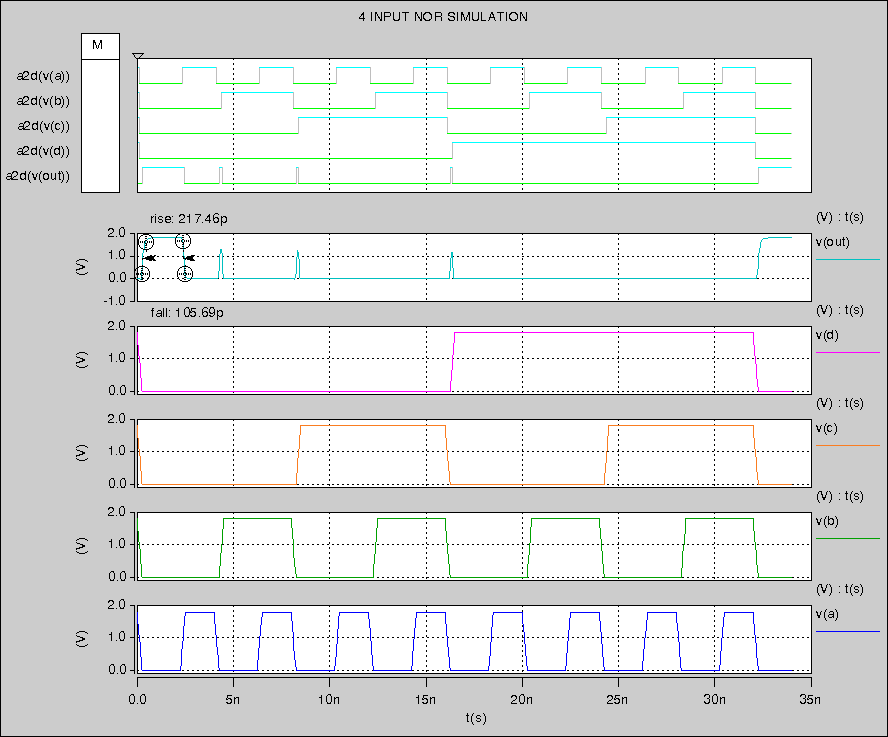 4 INPUT NOR SIMULATION
M
a2d(v(a))
a2d(v(b))
a2d(v(c))
a2d(v(d))
a2d(v(out))
rise: 217.46p
(V) : t(s)
2.0
v(out)
1.0
(V)
0.0
-1.0
fall: 105.69p
(V) : t(s)
2.0
v(d)
1.0
(V)
0.0
(V) : t(s)
2.0
v(c)
1.0
(V)
0.0
(V) : t(s)
2.0
v(b)
1.0
(V)
0.0
(V) : t(s)
2.0
v(a)
1.0
(V)
0.0
0.0 5n 10n 15n 20n 25n 30n 35n
t(s)